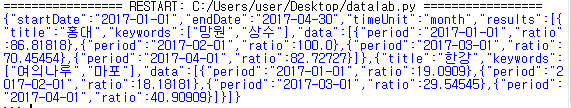 ================ RESTART: C:/Users/user/Desktop/datalab.py ================
{"startDate":"2017-01-01","endDate":"2017-04-30","timeUnit":"month","results":[{
"title":"홍대","keywords":["망원","상수"],"data":[{"period":"2017-01-01","ratio":
86.81818},{"period":"2017-02-01","ratio":100.0},{"period":"2017-03-01","ratio":
70.45454},{"period":"2017-04-01","ratio":82.72727}]},{"title":"한강","keywords":
["여의나루","마포"],"data":[{"period":"2017-01-01","ratio":19.0909},{"period":"2
017-02-01","ratio":18.18181},{"period":"2017-03-01","ratio":29.54545},{"period":
"2017-04-01","ratio":40.90909}]}]}